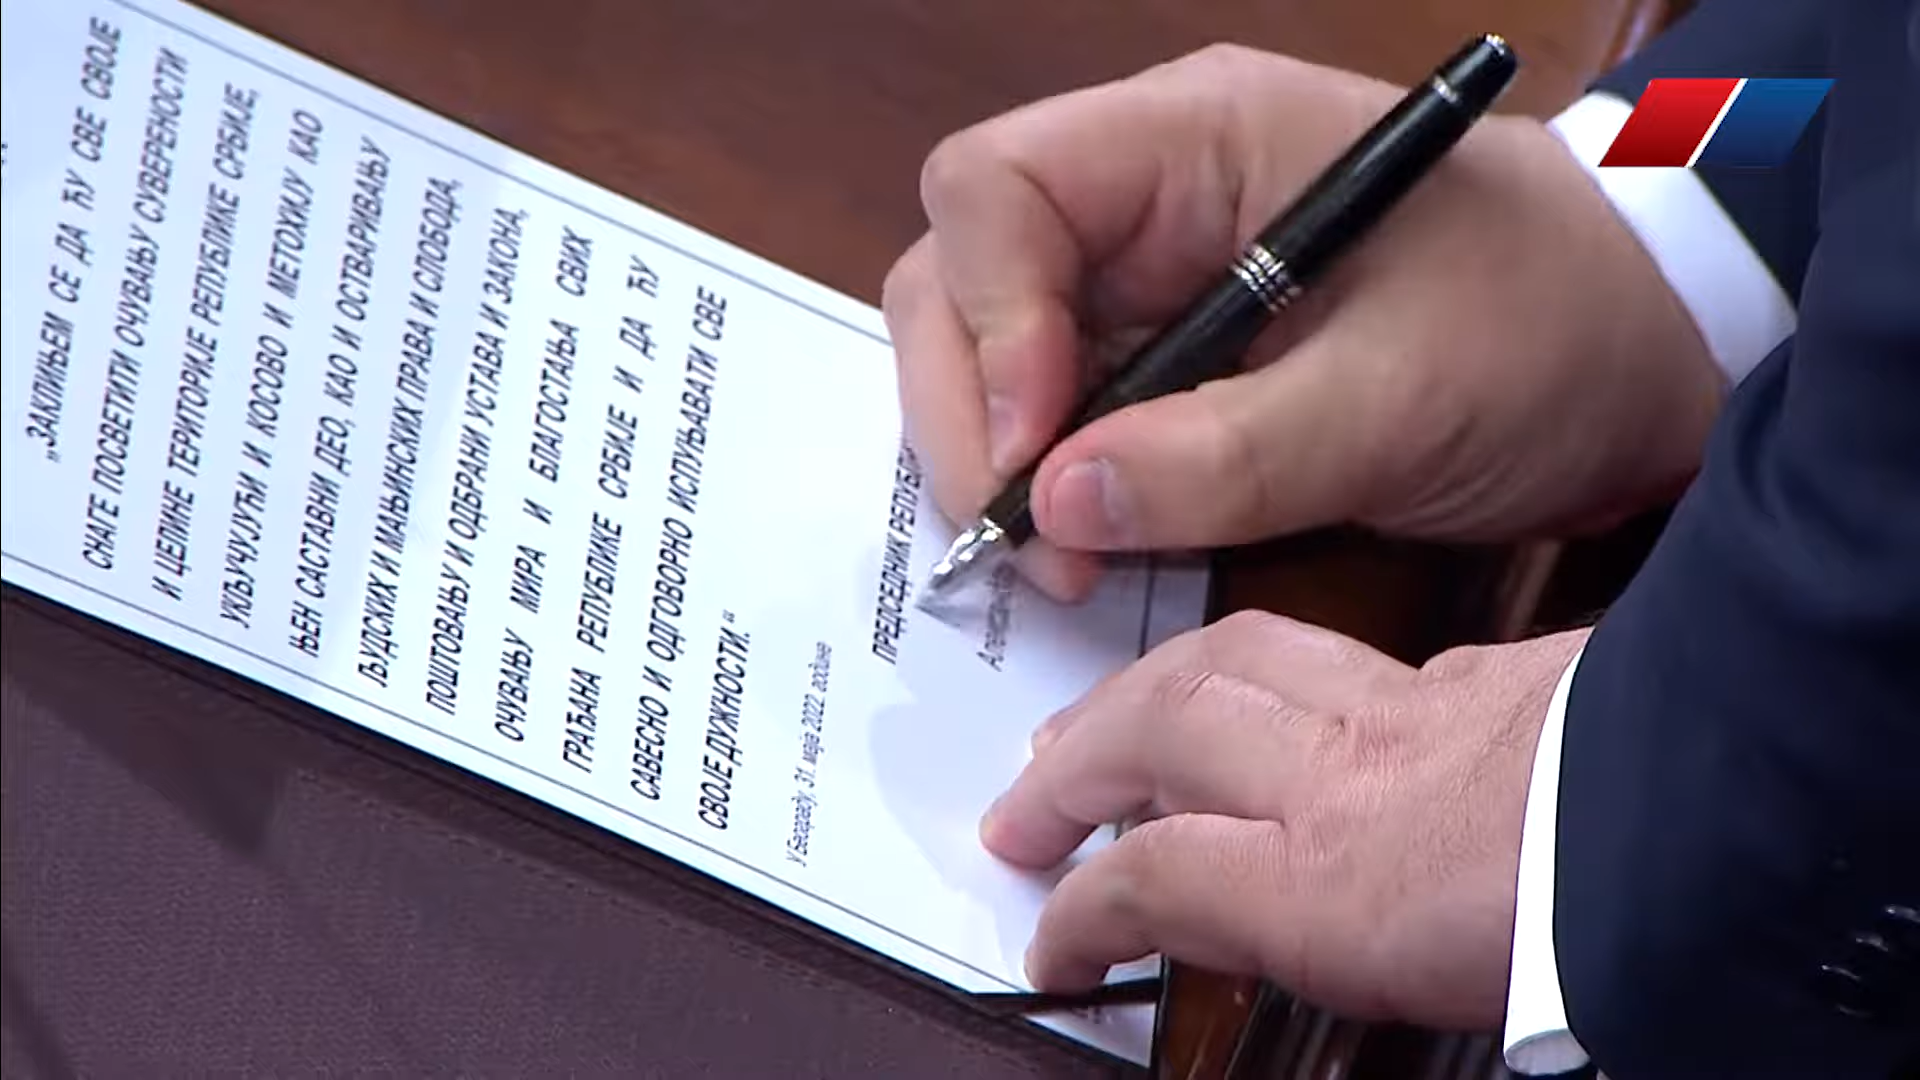 „ЗАКЛИЊЕМ СЕ ДА ЋУ СВЕ СВОЈЕ
СНАГЕ ПОСВЕТИТИ ОЧУВАЊУ СУВЕРЕНОСТИ
И ЦЕЛИНЕ ТЕРИТОРИЈЕ РЕПУБЛИКЕ СРБИЈЕ,
УКЉУЧУЈУЋИ И КОСОВО И МЕТОХИЈУ КАО
ЊЕН САСТАВНИ ДЕО, КАО И ОСТВАРИВАЊУ
ЉУДСКИХ И МАЊИНСКИХ ПРАВА И СЛОБОДА,
ПОШТОВАЊУ И ОДБРАНИ УСТАВА И ЗАКОНА,
ОЧУВАЊУ МИРА И БЛАГОСТАЊА СВИХ
ГРАЂАНА РЕПУБЛИКЕ СРБИЈЕ И ДА ЋУ
САВЕСНО И ОДГОВОРНО ИСПУЊАВАТИ СВЕ
СВОЈЕ ДУЖНОСТИ.“
У Београду, 31. маја 2022. године
ПРЕДСЕДНИК